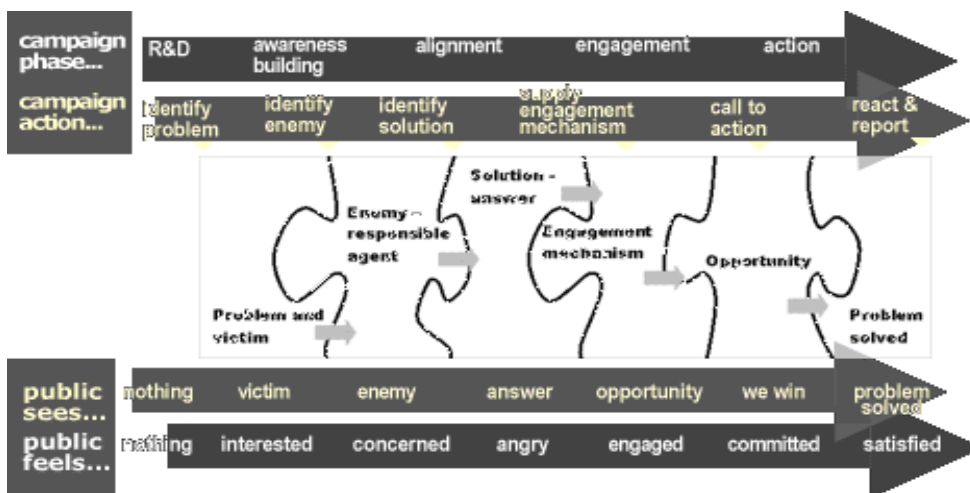 campaign phase...
R&D
awareness building
alignment
engagement
action
campaign action...
identify problem
identify enemy
identify solution
supply engagement mechanism
call to action
react & report
Problem and victim
Enemy – responsible agent
Solution - answer
Engagement mechanism
Opportunity
Problem solved
public sees...
nothing
victim
enemy
answer
opportunity
we win
problem solved
public feels...
nothing
interested
concerned
angry
engaged
committed
satisfied